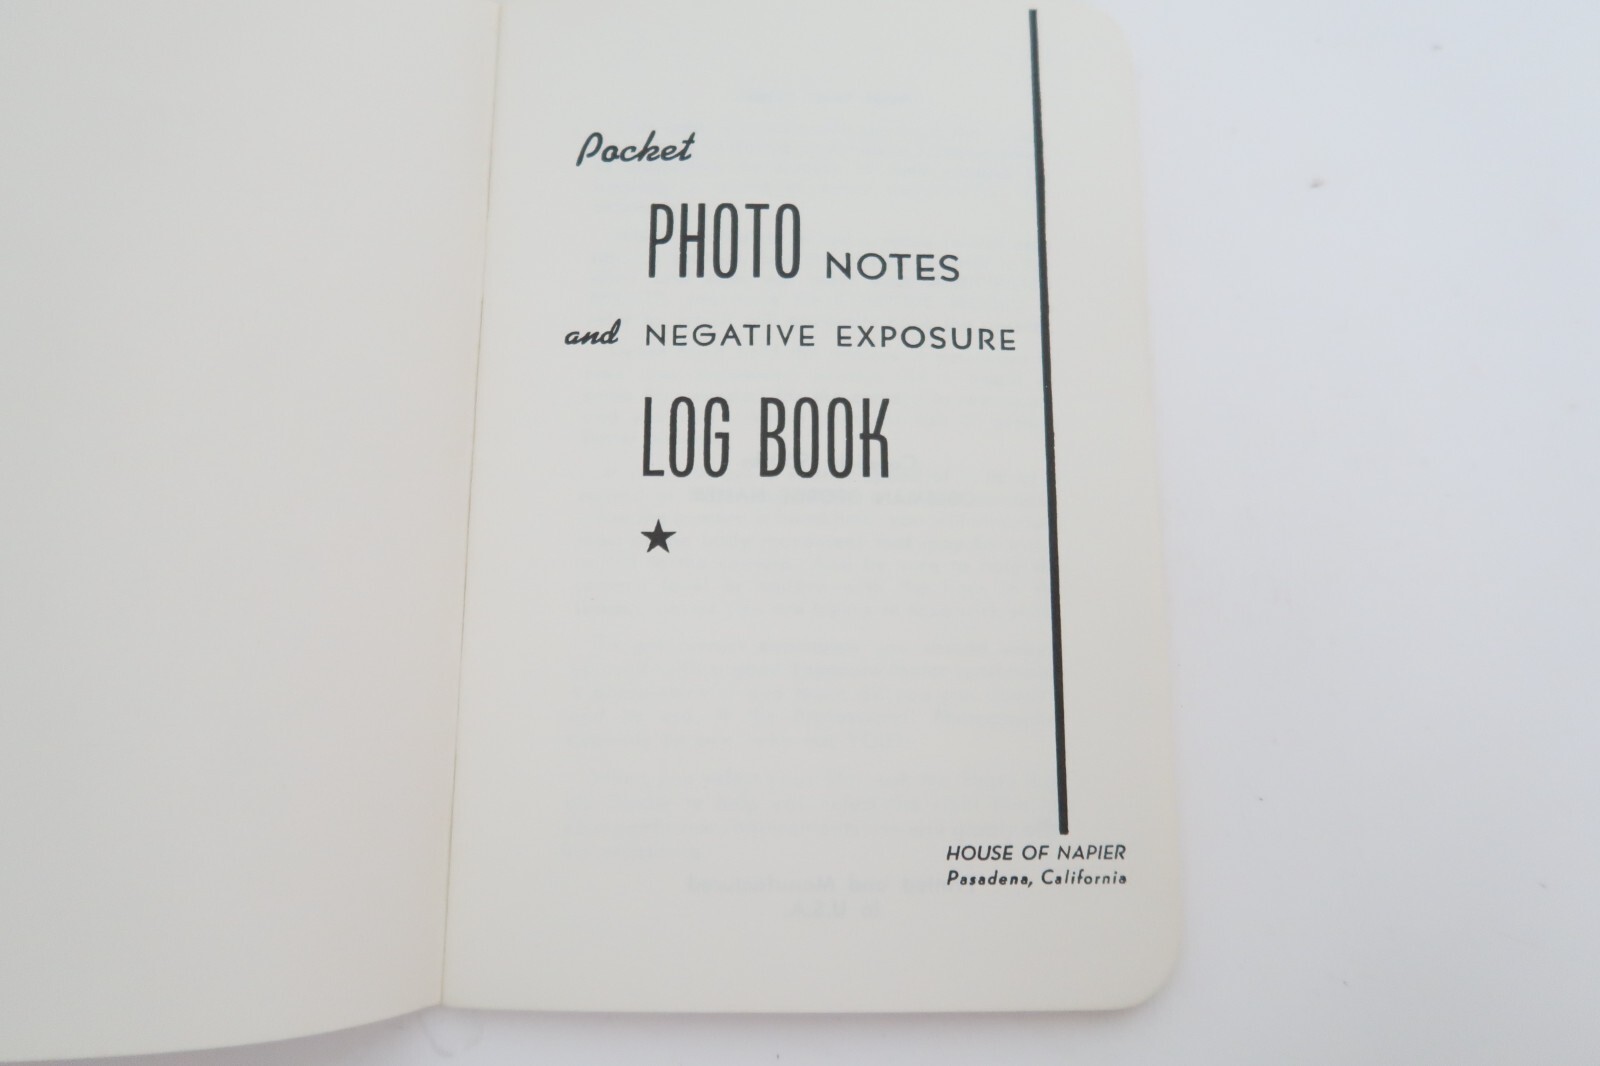 Pocket
PHOTO NOTES
and NEGATIVE EXPOSURE
LOG BOOK
HOUSE OF NAPIER
Pasadena, California